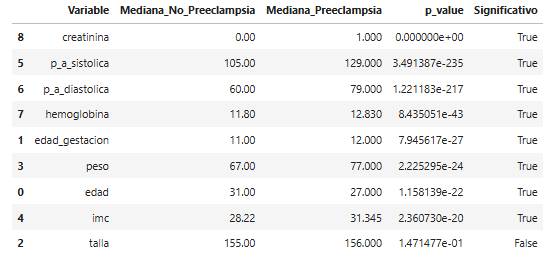 Variable Mediana_No_Preeclampsia Mediana_Preeclampsia p_value Significativo
8 creatinina 0.00 1.000 0.000000e+00 True
5 p_a_sistolica 105.00 129.000 3.491387e-235 True
6 p_a_diastolica 60.00 79.000 1.221183e-217 True
7 hemoglobina 11.80 12.830 8.435051e-43 True
1 edad_gestacion 11.00 12.000 7.945617e-27 True
3 peso 67.00 77.000 2.225295e-24 True
0 edad 31.00 27.000 1.158139e-22 True
4 imc 28.22 31.345 2.360730e-20 True
2 talla 155.00 156.000 1.471477e-01 False